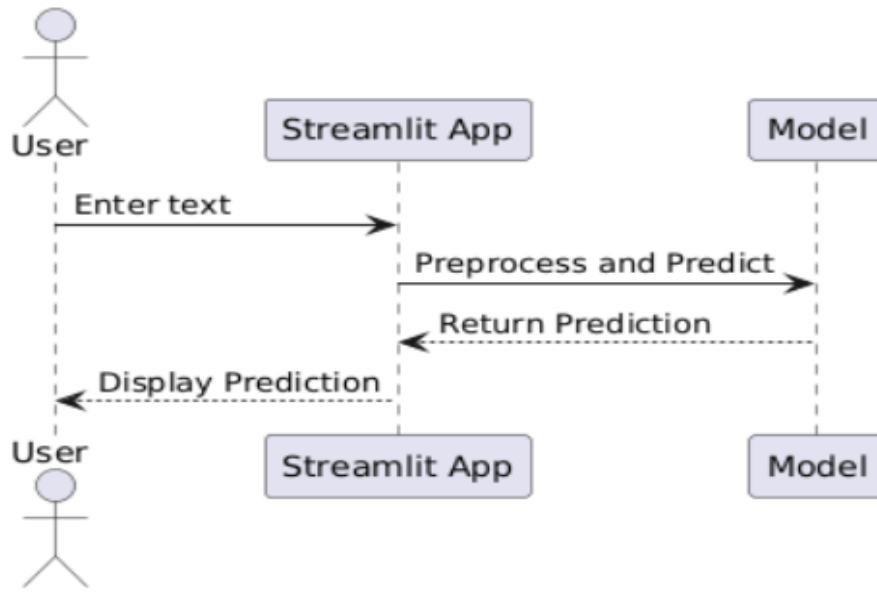 User
Streamlit App
Model
Enter text
Preprocess and Predict
Return Prediction
Display Prediction
User
Streamlit App
Model